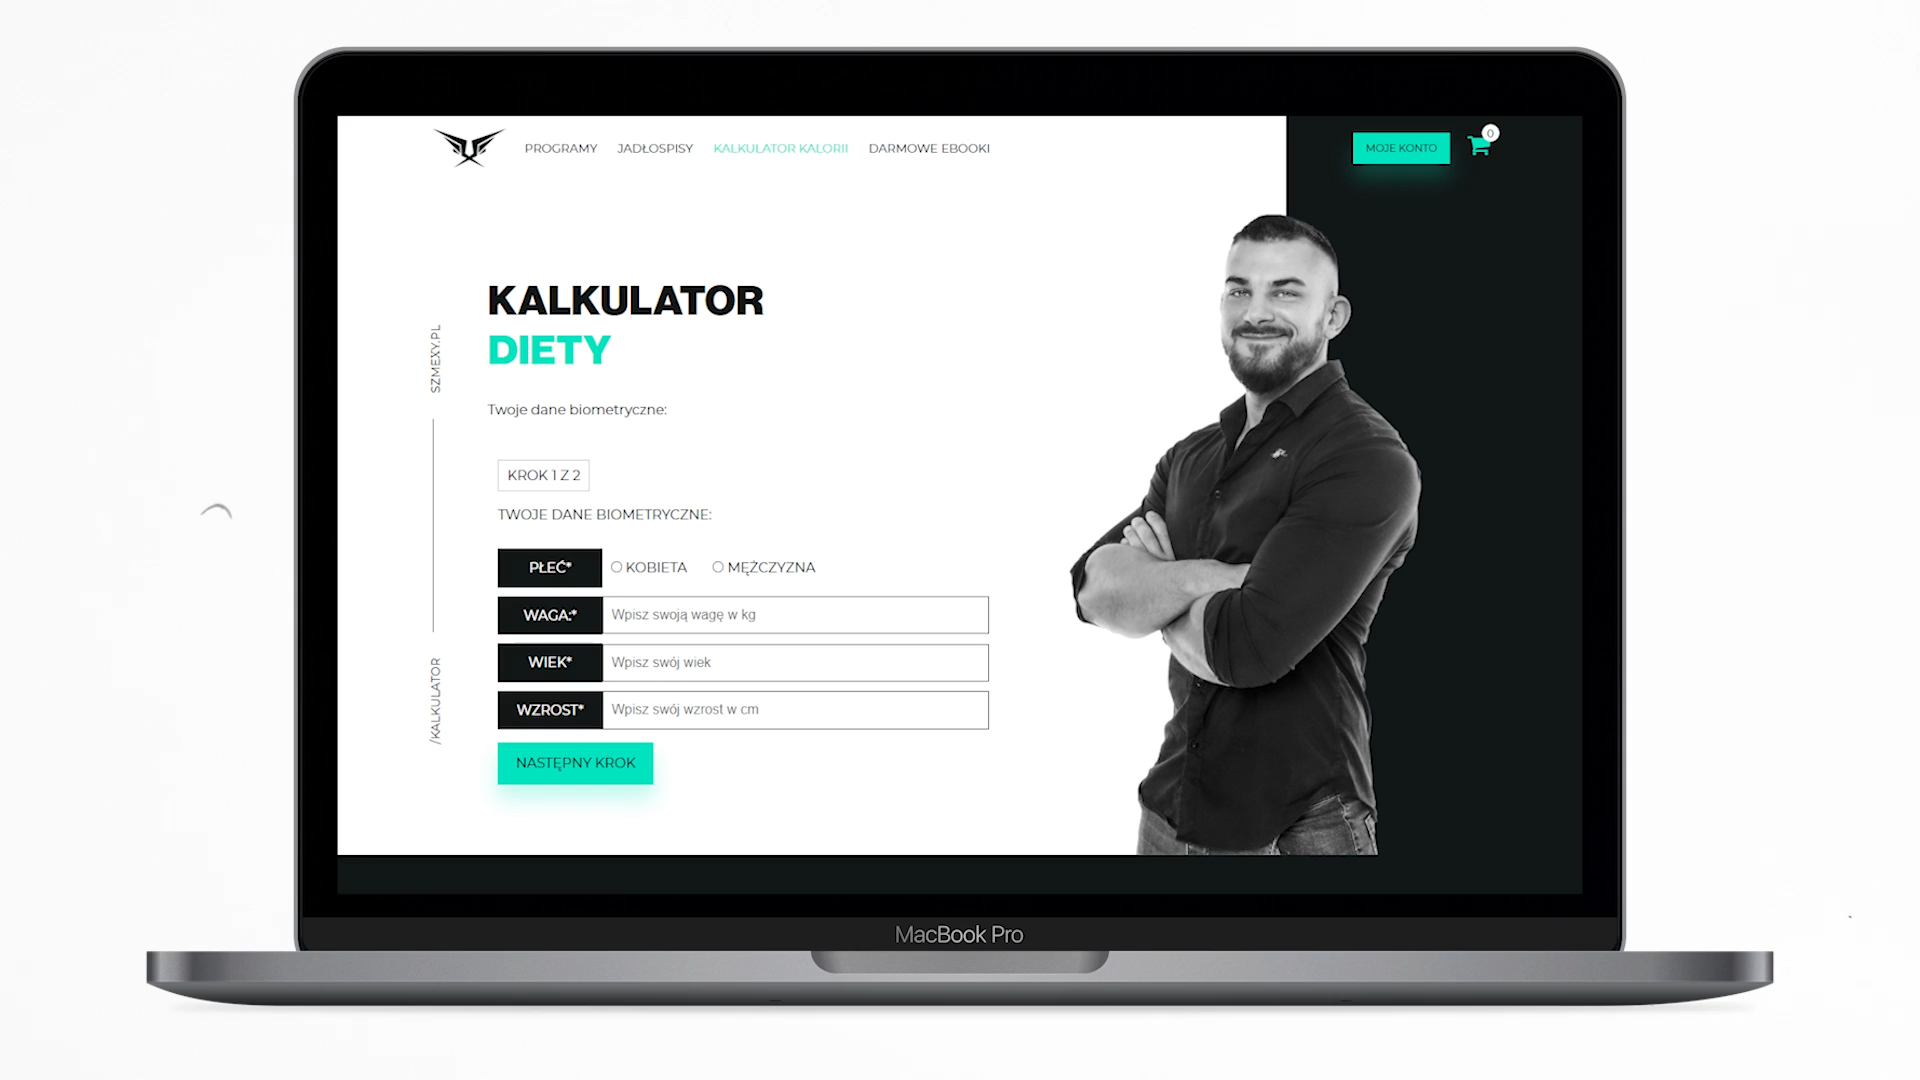 PROGRAMY
JADŁOSPISY
KALKULATOR KALORII
DARMOWE EBOOKI
MOJE KONTO
0
KALKULATOR
DIETY
SZMEXY.PL
/KALKULATOR
Twoje dane biometryczne:
KROK 1 Z 2
TWOJE DANE BIOMETRYCZNE:
PŁEĆ*
KOBIETA
MĘŻCZYZNA
WAGA:*
Wpisz swoją wagę w kg
WIEK*
Wpisz swój wiek
WZROST*
Wpisz swój wzrost w cm
NASTĘPNY KROK
MacBook Pro